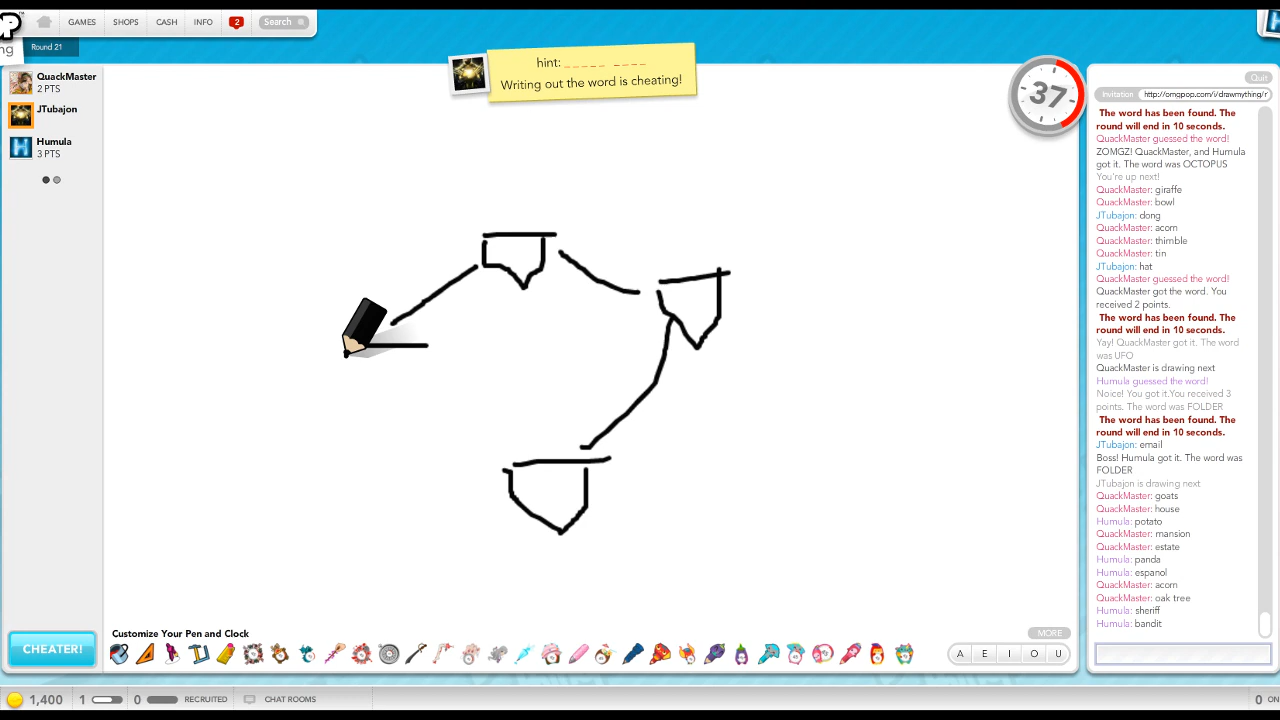 GAMES SHOPS CASH INFO 2 Search
ng Round 21
QuackMaster
2 PTS
JTubajon
Humula
3 PTS
hint: _ _ _ _ _ _ _ _ _
Writing out the word is cheating!
37
Quit
Invitation http://omgpop.com/i/drawmything/r
The word has been found. The
round will end in 10 seconds.
QuackMaster guessed the word!
ZOMGZ! QuackMaster, and Humula
got it. The word was OCTOPUS
You're up next!
QuackMaster: giraffe
QuackMaster: bowl
JTubajon: dong
QuackMaster: acorn
QuackMaster: thimble
QuackMaster: tin
JTubajon: hat
QuackMaster guessed the word!
QuackMaster got the word. You
received 2 points.
The word has been found. The
round will end in 10 seconds.
Yay! QuackMaster got it. The word
was UFO
QuackMaster is drawing next
Humula guessed the word!
Noice! You got it.You received 3
points. The word was FOLDER
The word has been found. The
round will end in 10 seconds.
JTubajon: email
Boss! Humula got it. The word was
FOLDER
JTubajon is drawing next
QuackMaster: goats
QuackMaster: house
Humula: potato
QuackMaster: mansion
QuackMaster: estate
Humula: panda
Humula: espanol
QuackMaster: acorn
QuackMaster: oak tree
Humula: sheriff
Humula: bandit
CHEATER!
Customize Your Pen and Clock
MORE
A E I O U
1,400 1 0 RECRUITED CHAT ROOMS 0 ON